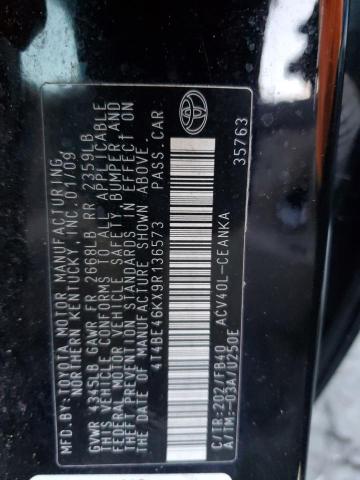 MFD.BY: TOYOTA MOTOR MANUFACTURING
NORTHERN KENTUCKY, INC. 01/09
GVWR 4335LB GAWR FR 2668LB RR 2359LB
THIS VEHICLE CONFORMS TO ALL APPLICABLE
FEDERAL MOTOR VEHICLE SAFETY, BUMPER AND
THEFT PREVENTION STANDARDS IN EFFECT ON
THE DATE OF MANUFACTURE SHOWN ABOVE.
4T4BE46KX9R136573 PASS.CAR
C/TR:202/FB40 ACV40L-CEANKA
A/TM:-03A/U250E 35763